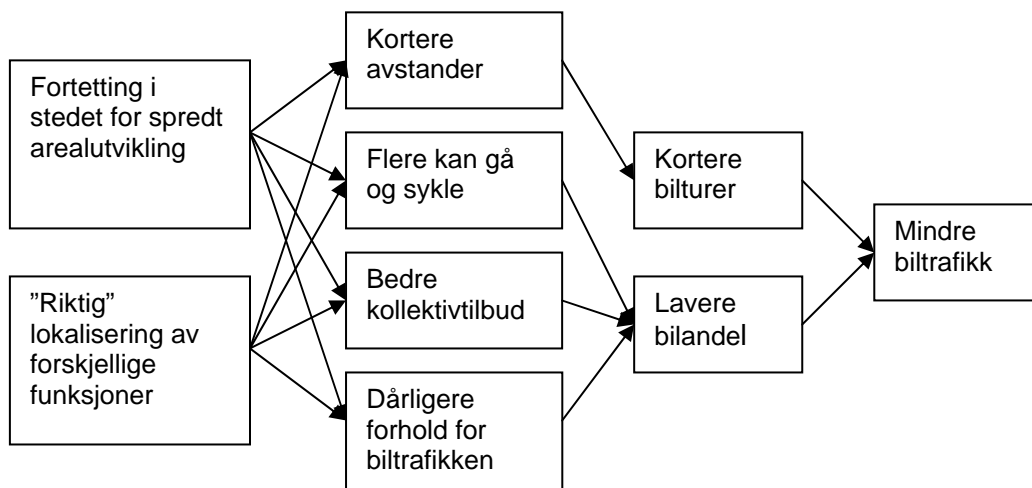 Fortetting i
stedet for spredt
arealutvikling
”Riktig”
lokalisering av
forskjellige
funksjoner
Kortere
avstander
Flere kan gå
og sykle
Bedre
kollektivtilbud
Dårligere
forhold for
biltrafikken
Kortere
bilturer
Lavere
bilandel
Mindre
biltrafikk